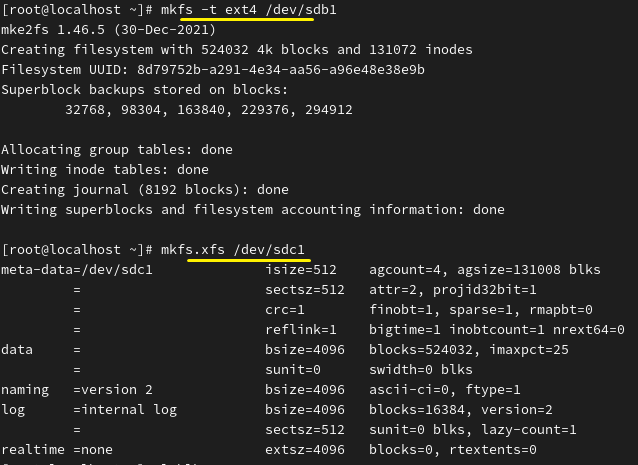 [root@localhost ~]# mkfs -t ext4 /dev/sdb1
mke2fs 1.46.5 (30-Dec-2021)
Creating filesystem with 524032 4k blocks and 131072 inodes
Filesystem UUID: 8d79752b-a291-4e34-aa56-a96e48e38e9b
Superblock backups stored on blocks:
        32768, 98304, 163840, 229376, 294912

Allocating group tables: done
Writing inode tables: done
Creating journal (8192 blocks): done
Writing superblocks and filesystem accounting information: done

[root@localhost ~]# mkfs.xfs /dev/sdc1
meta-data=/dev/sdc1              isize=512    agcount=4, agsize=131008 blks
         =                       sectsz=512   attr=2, projid32bit=1
         =                       crc=1        finobt=1, sparse=1, rmapbt=0
         =                       reflink=1    bigtime=1 inobtcount=1 nrext64=0
data     =                       bsize=4096   blocks=524032, imaxpct=25
         =                       sunit=0      swidth=0 blks
naming   =version 2              bsize=4096   ascii-ci=0, ftype=1
log      =internal log           bsize=4096   blocks=16384, version=2
         =                       sectsz=512   sunit=0 blks, lazy-count=1
realtime =none                   extsz=4096   blocks=0, rtextents=0